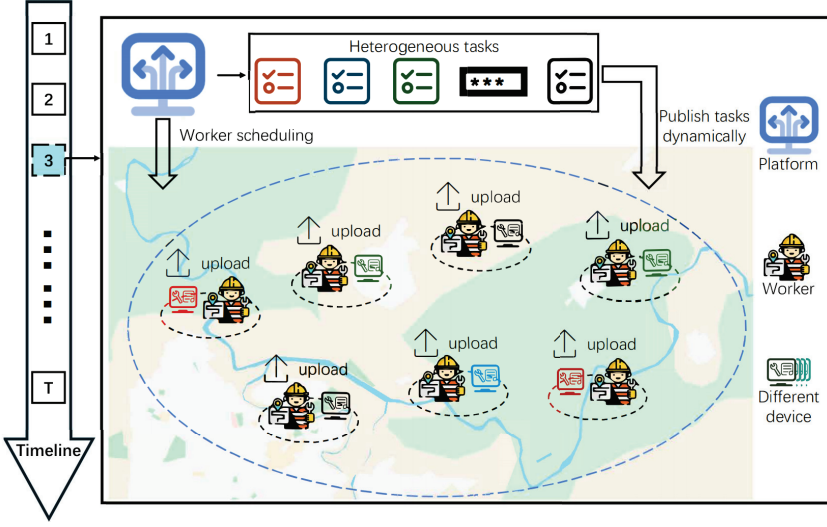 1
2
3
T
Timeline
Heterogeneous tasks
***
Worker scheduling
Publish tasks
dynamically
upload
upload
upload
upload
upload
upload
upload
Platform
Worker
Different
device